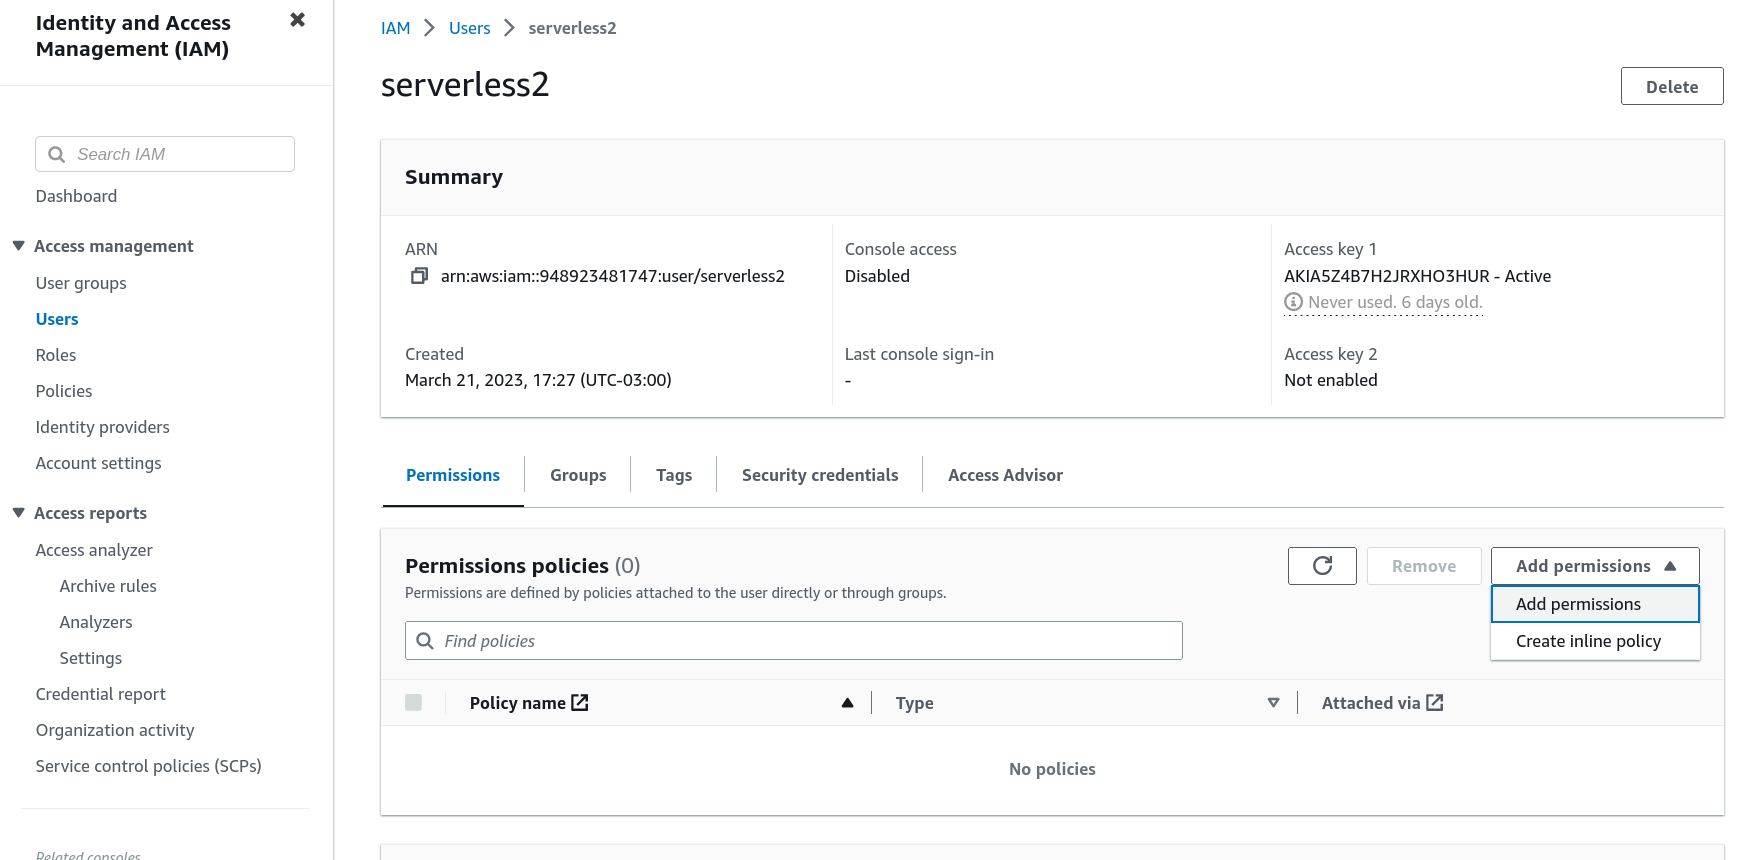 Identity and Access
Management (IAM)
Search IAM
Dashboard
Access management
User groups
Users
Roles
Policies
Identity providers
Account settings
Access reports
Access analyzer
Archive rules
Analyzers
Settings
Credential report
Organization activity
Service control policies (SCPs)
Related consoles
IAM > Users > serverless2
serverless2
Delete
Summary
ARN
arn:aws:iam::948923481747:user/serverless2
Console access
Disabled
Access key 1
AKIA5Z4B7H2JRXHO3HUR - Active
Never used. 6 days old.
Created
March 21, 2023, 17:27 (UTC-03:00)
Last console sign-in
-
Access key 2
Not enabled
Permissions
Groups
Tags
Security credentials
Access Advisor
Permissions policies (0)
Permissions are defined by policies attached to the user directly or through groups.
Remove
Add permissions
Add permissions
Create inline policy
Find policies
Policy name
Type
Attached via
No policies